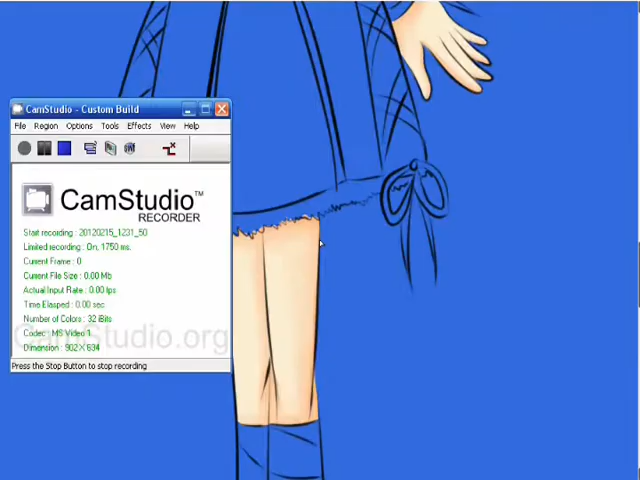 CamStudio - Custom Build
File Region Options Tools Effects View Help
CamStudio™
RECORDER
Start recording : 20120215_1231_50
Limited recording : On, 1750 ms.
Current Frame : 0
Current File Size : 0.00 Mb
Actual Input Rate : 0.00 fps
Time Elasped : 0.00 sec
Number of Colors : 32 iBits
CamStudio.org
Codec : MS Video 1
Dimension : 902 X 634
Press the Stop Button to stop recording